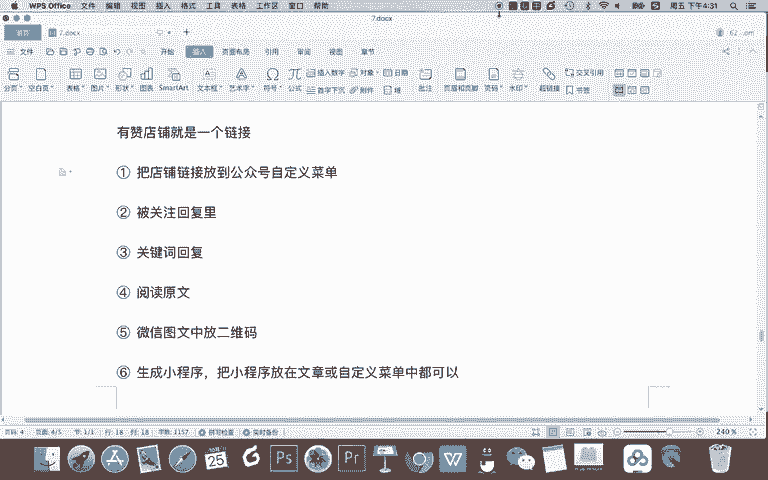 WPS Office 文件 编辑 视图 插入 格式 工具 表格 工作区 窗口 帮助 周五 下午4:31
7.docx
首页 7.docx
文件 开始 插入 页面布局 引用 审阅 视图 章节
插入数字 对象 日期 交叉引用
分页 空白页 表格 图片 形状 图表 SmartArt 文本框 艺术字 符号 公式 首字下沉 附件 域 批注 页眉和页脚 页码 水印 超链接 书签
有赞店铺就是一个链接
① 把店铺链接放到公众号自定义菜单
② 被关注回复里
③ 关键词回复
④ 阅读原文
⑤ 微信图文中放二维码
⑥ 生成小程序，把小程序放在文章或自定义菜单中都可以
页码: 4 页面: 4/5 节: 1/1 行: 18 列: 18 字数: 1157 拼写检查 实时备份 240 %
25
Ps Pr